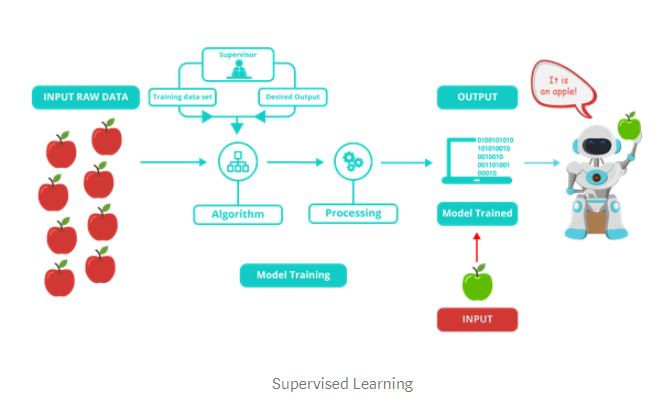 Supervisor
INPUT RAW DATA
Training data set
Desired Output
OUTPUT
It is
an apple!
0100101010
101010010
0010010
001101001
00010
Algorithm
Processing
Model Trained
Model Training
INPUT
Supervised Learning